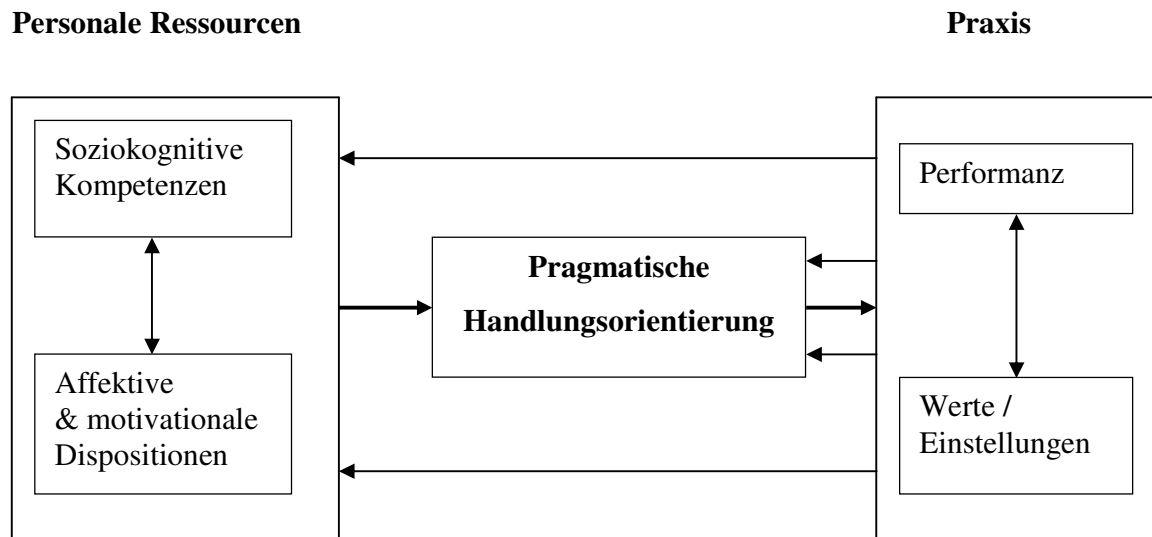 Personale Ressourcen
Praxis
Soziokognitive
Kompetenzen
Performanz
Pragmatische
Handlungsorientierung
Affektive
& motivationale
Dispositionen
Werte /
Einstellungen